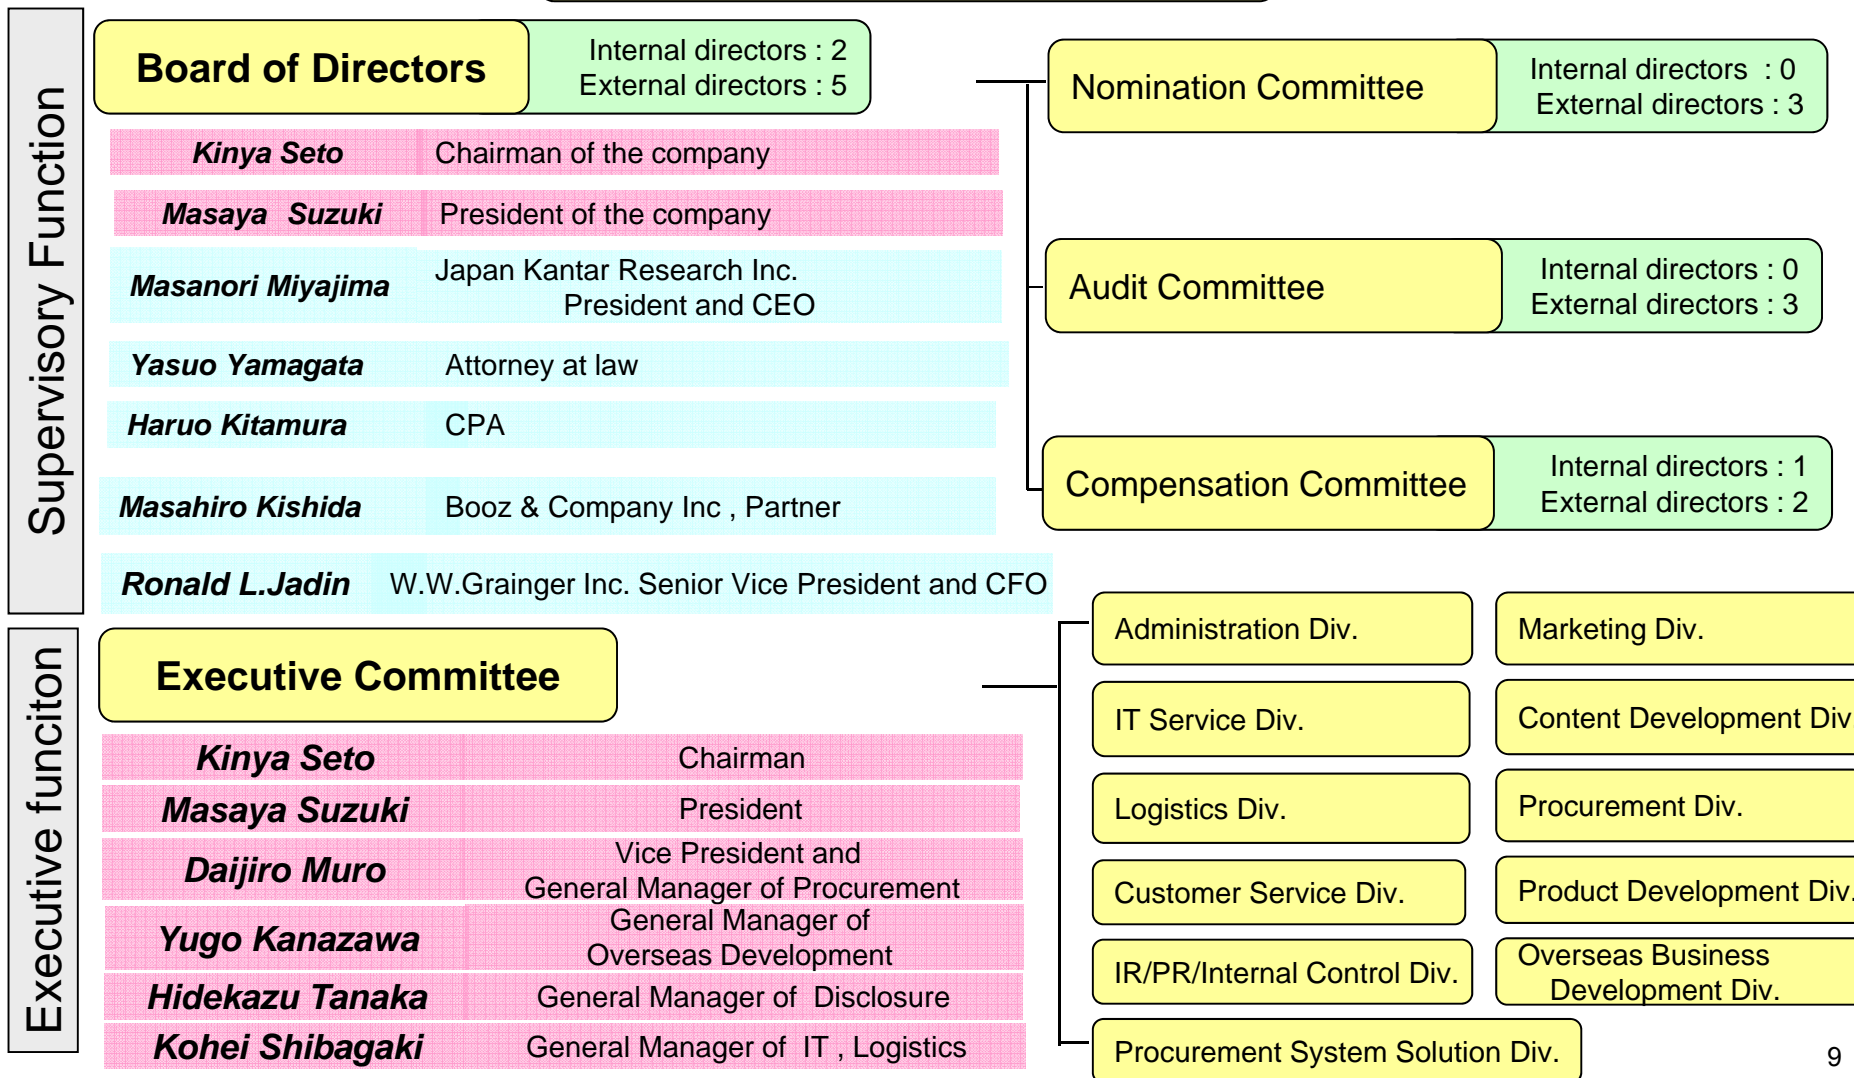 Supervisory Function
Board of Directors
Internal directors : 2
External directors : 5
Kinya Seto Chairman of the company
Masaya Suzuki President of the company
Masanori Miyajima Japan Kantar Research Inc.
President and CEO
Yasuo Yamagata Attorney at law
Haruo Kitamura CPA
Masahiro Kishida Booz & Company Inc , Partner
Ronald L.Jadin W.W.Grainger Inc. Senior Vice President and CFO
Nomination Committee
Internal directors : 0
External directors : 3
Audit Committee
Internal directors : 0
External directors : 3
Compensation Committee
Internal directors : 1
External directors : 2
Executive funciton
Executive Committee
Kinya Seto Chairman
Masaya Suzuki President
Daijiro Muro Vice President and
General Manager of Procurement
Yugo Kanazawa General Manager of
Overseas Development
Hidekazu Tanaka General Manager of Disclosure
Kohei Shibagaki General Manager of IT , Logistics
Administration Div.
Marketing Div.
IT Service Div.
Content Development Div
Logistics Div.
Procurement Div.
Customer Service Div.
Product Development Div.
IR/PR/Internal Control Div.
Overseas Business
Development Div.
Procurement System Solution Div.
9